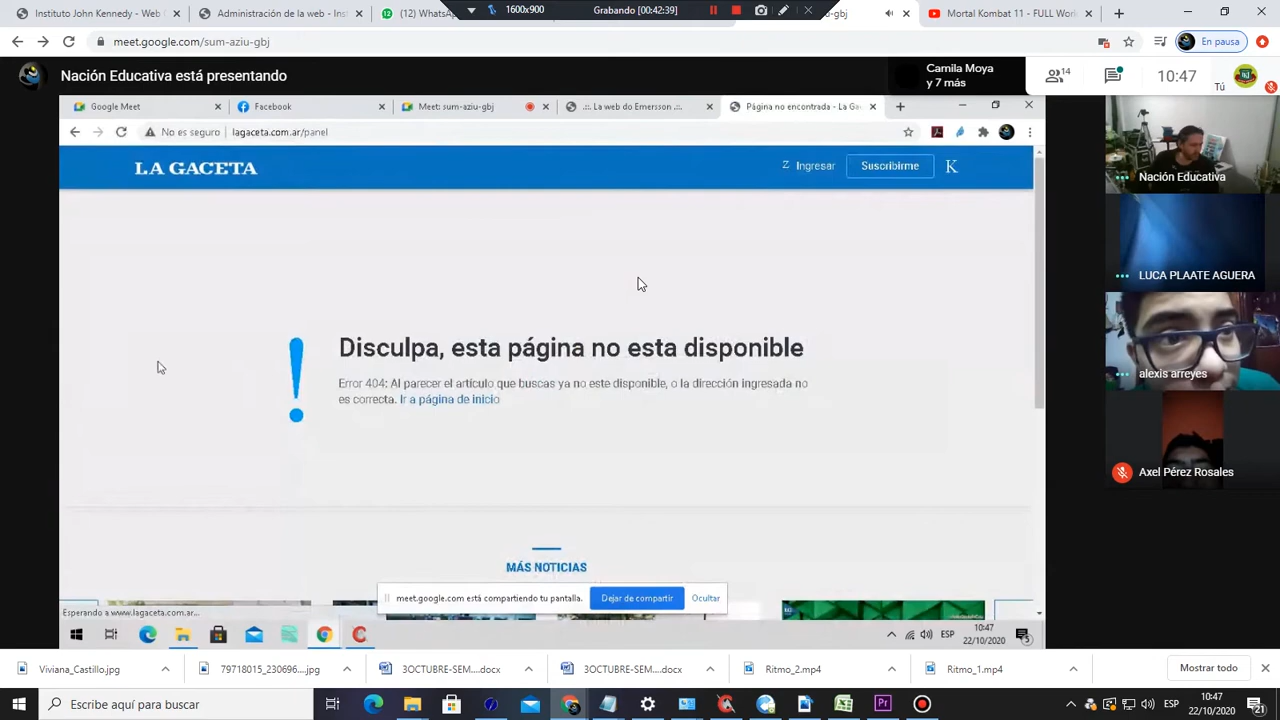 Instituto John Kennedy - Web
Administración de la web - Inst
(12) WhatsA
1600x900
Grabando [00:42:39]
-gbj
Mortal Kombat 11 - FULL Work
meet.google.com/sum-aziu-gbj
En pausa
Nación Educativa está presentando
Camila Moya
y 7 más
14
10:47
Tú
Google Meet
Facebook
Meet: sum-aziu-gbj
.:: La web do Emersson ::.
Página no encontrada - La Ga
No es seguro
lagaceta.com.ar/panel
LA GACETA
Z Ingresar
Suscribirme
K
Disculpa, esta página no esta disponible
Error 404: Al parecer el artículo que buscas ya no este disponible, o la dirección ingresada no
es correcta. Ir a página de inicio
MÁS NOTICIAS
meet.google.com está compartiendo tu pantalla.
Dejar de compartir
Ocultar
Esperando a www.lagaceta.com.ar...
ESP
10:47
22/10/2020
5
Nación Educativa
LUCA PLAATE AGUERA
alexis arreyes
Axel Pérez Rosales
Viviana_Castillo.jpg
79718015_230696....jpg
3OCTUBRE-SEM....docx
3OCTUBRE-SEM....docx
Ritmo_2.mp4
Ritmo_1.mp4
Mostrar todo
Escribe aquí para buscar
Pr
ESP
10:47
22/10/2020
21